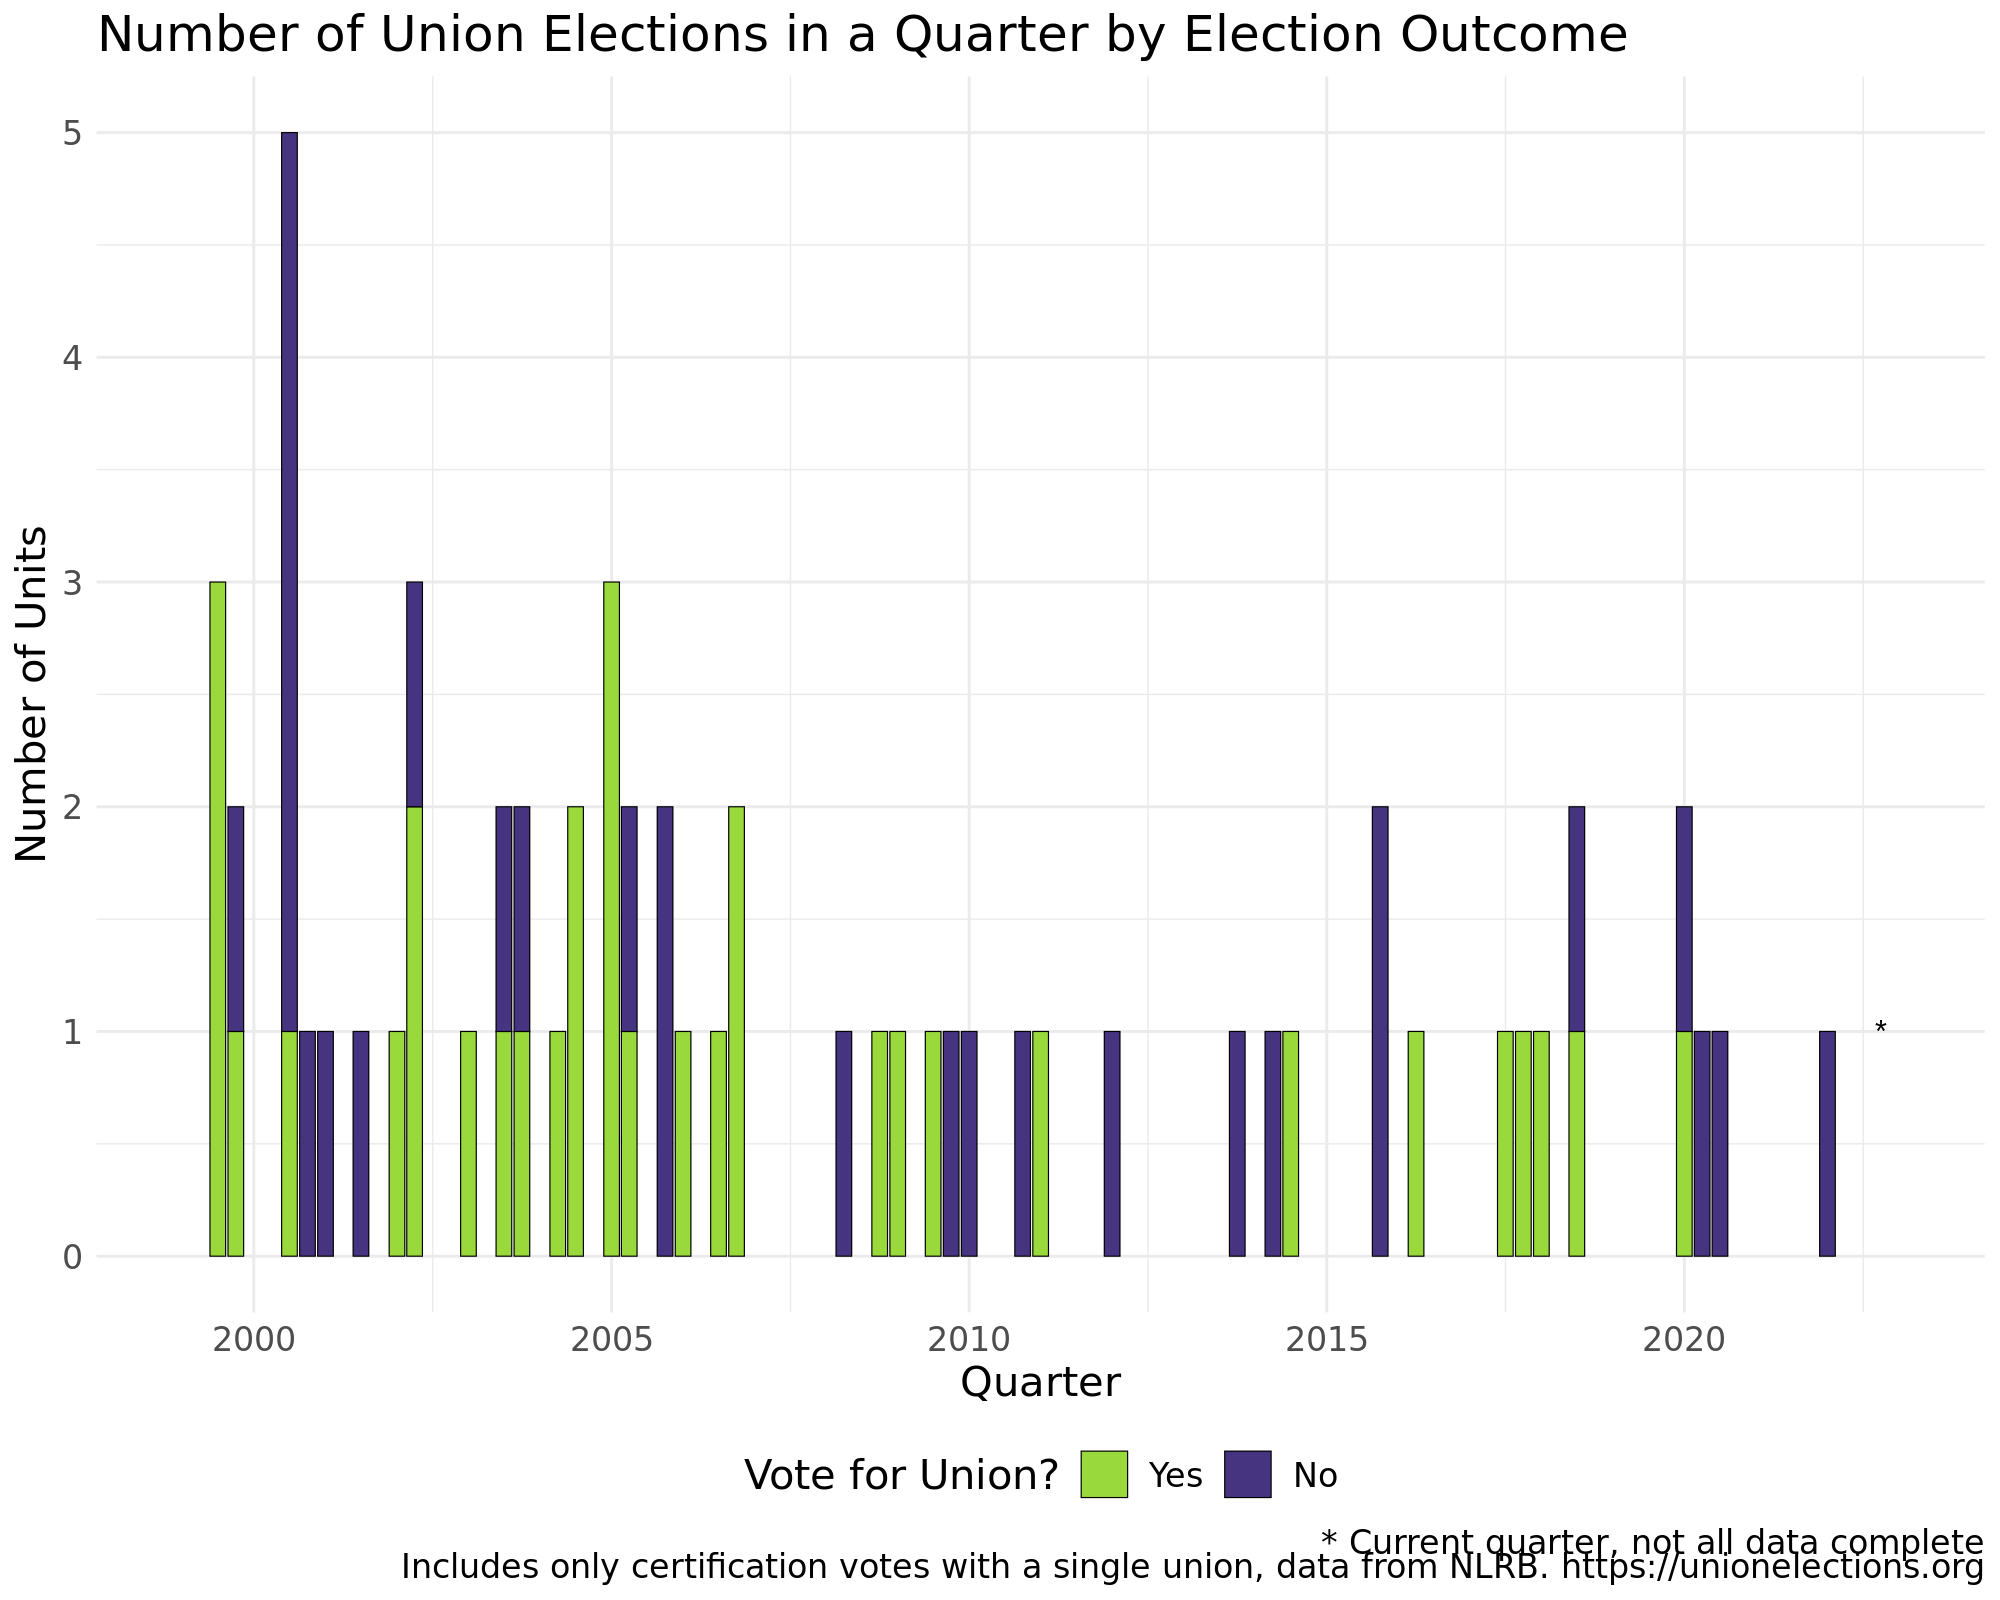 Number of Union Elections in a Quarter by Election Outcome
Number of Units
5
4
3
2
1
0
*
2000 2005 2010 2015 2020
Quarter
Vote for Union? Yes No
* Current quarter, not all data complete
Includes only certification votes with a single union, data from NLRB. https://unionelections.org